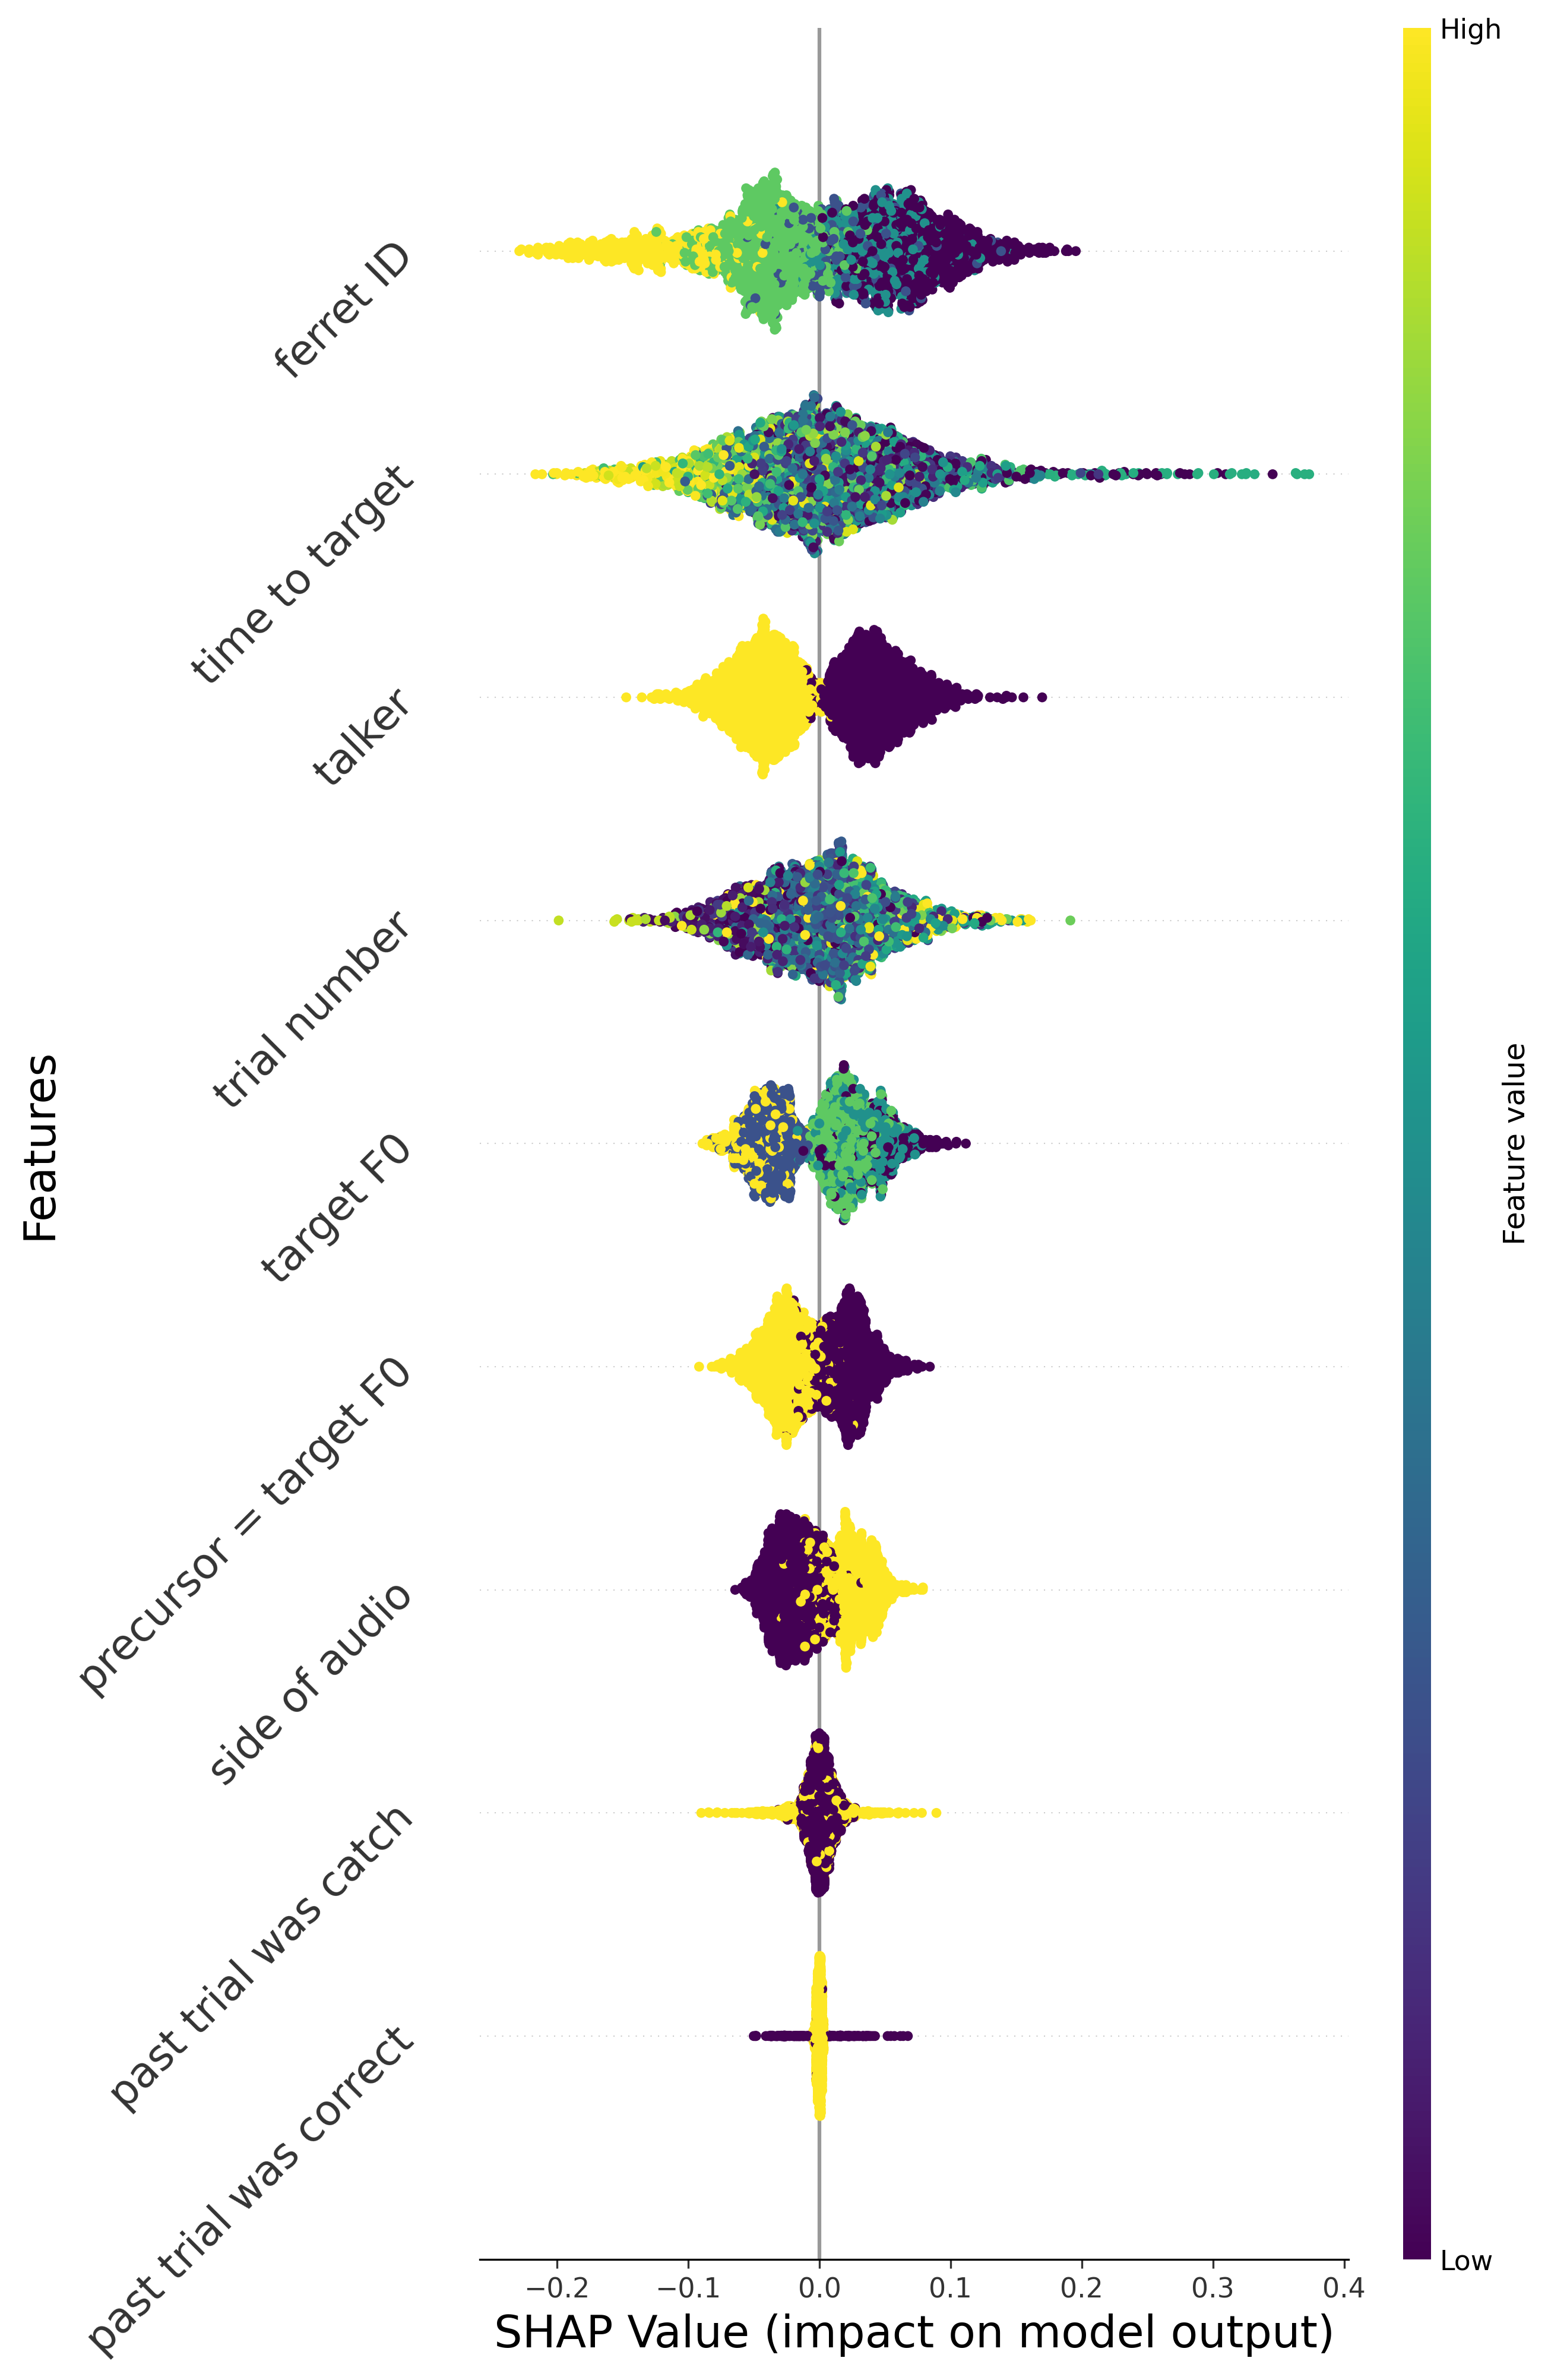 High
ferret ID
time to target
talker
trial number
target F0
precursor = target F0
side of audio
past trial was catch
past trial was correct
Features
Feature value
Low
−0.2 −0.1 0.0 0.1 0.2 0.3 0.4
SHAP Value (impact on model output)